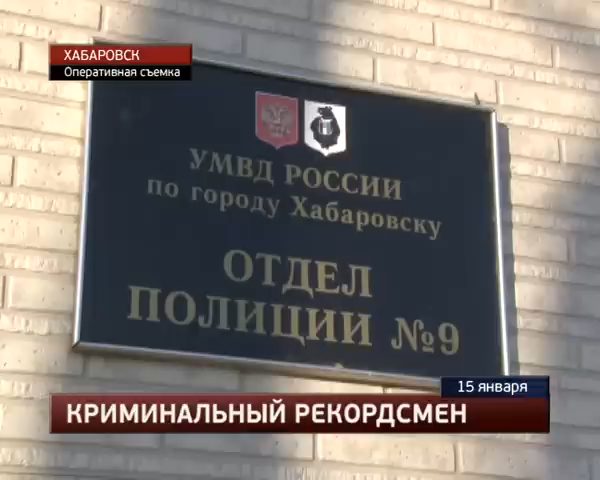 ХАБАРОВСК
Оперативная съемка
УМВД РОССИИ
по городу Хабаровску
ОТДЕЛ
ПОЛИЦИИ №9
15 января
КРИМИНАЛЬНЫЙ РЕКОРДСМЕН